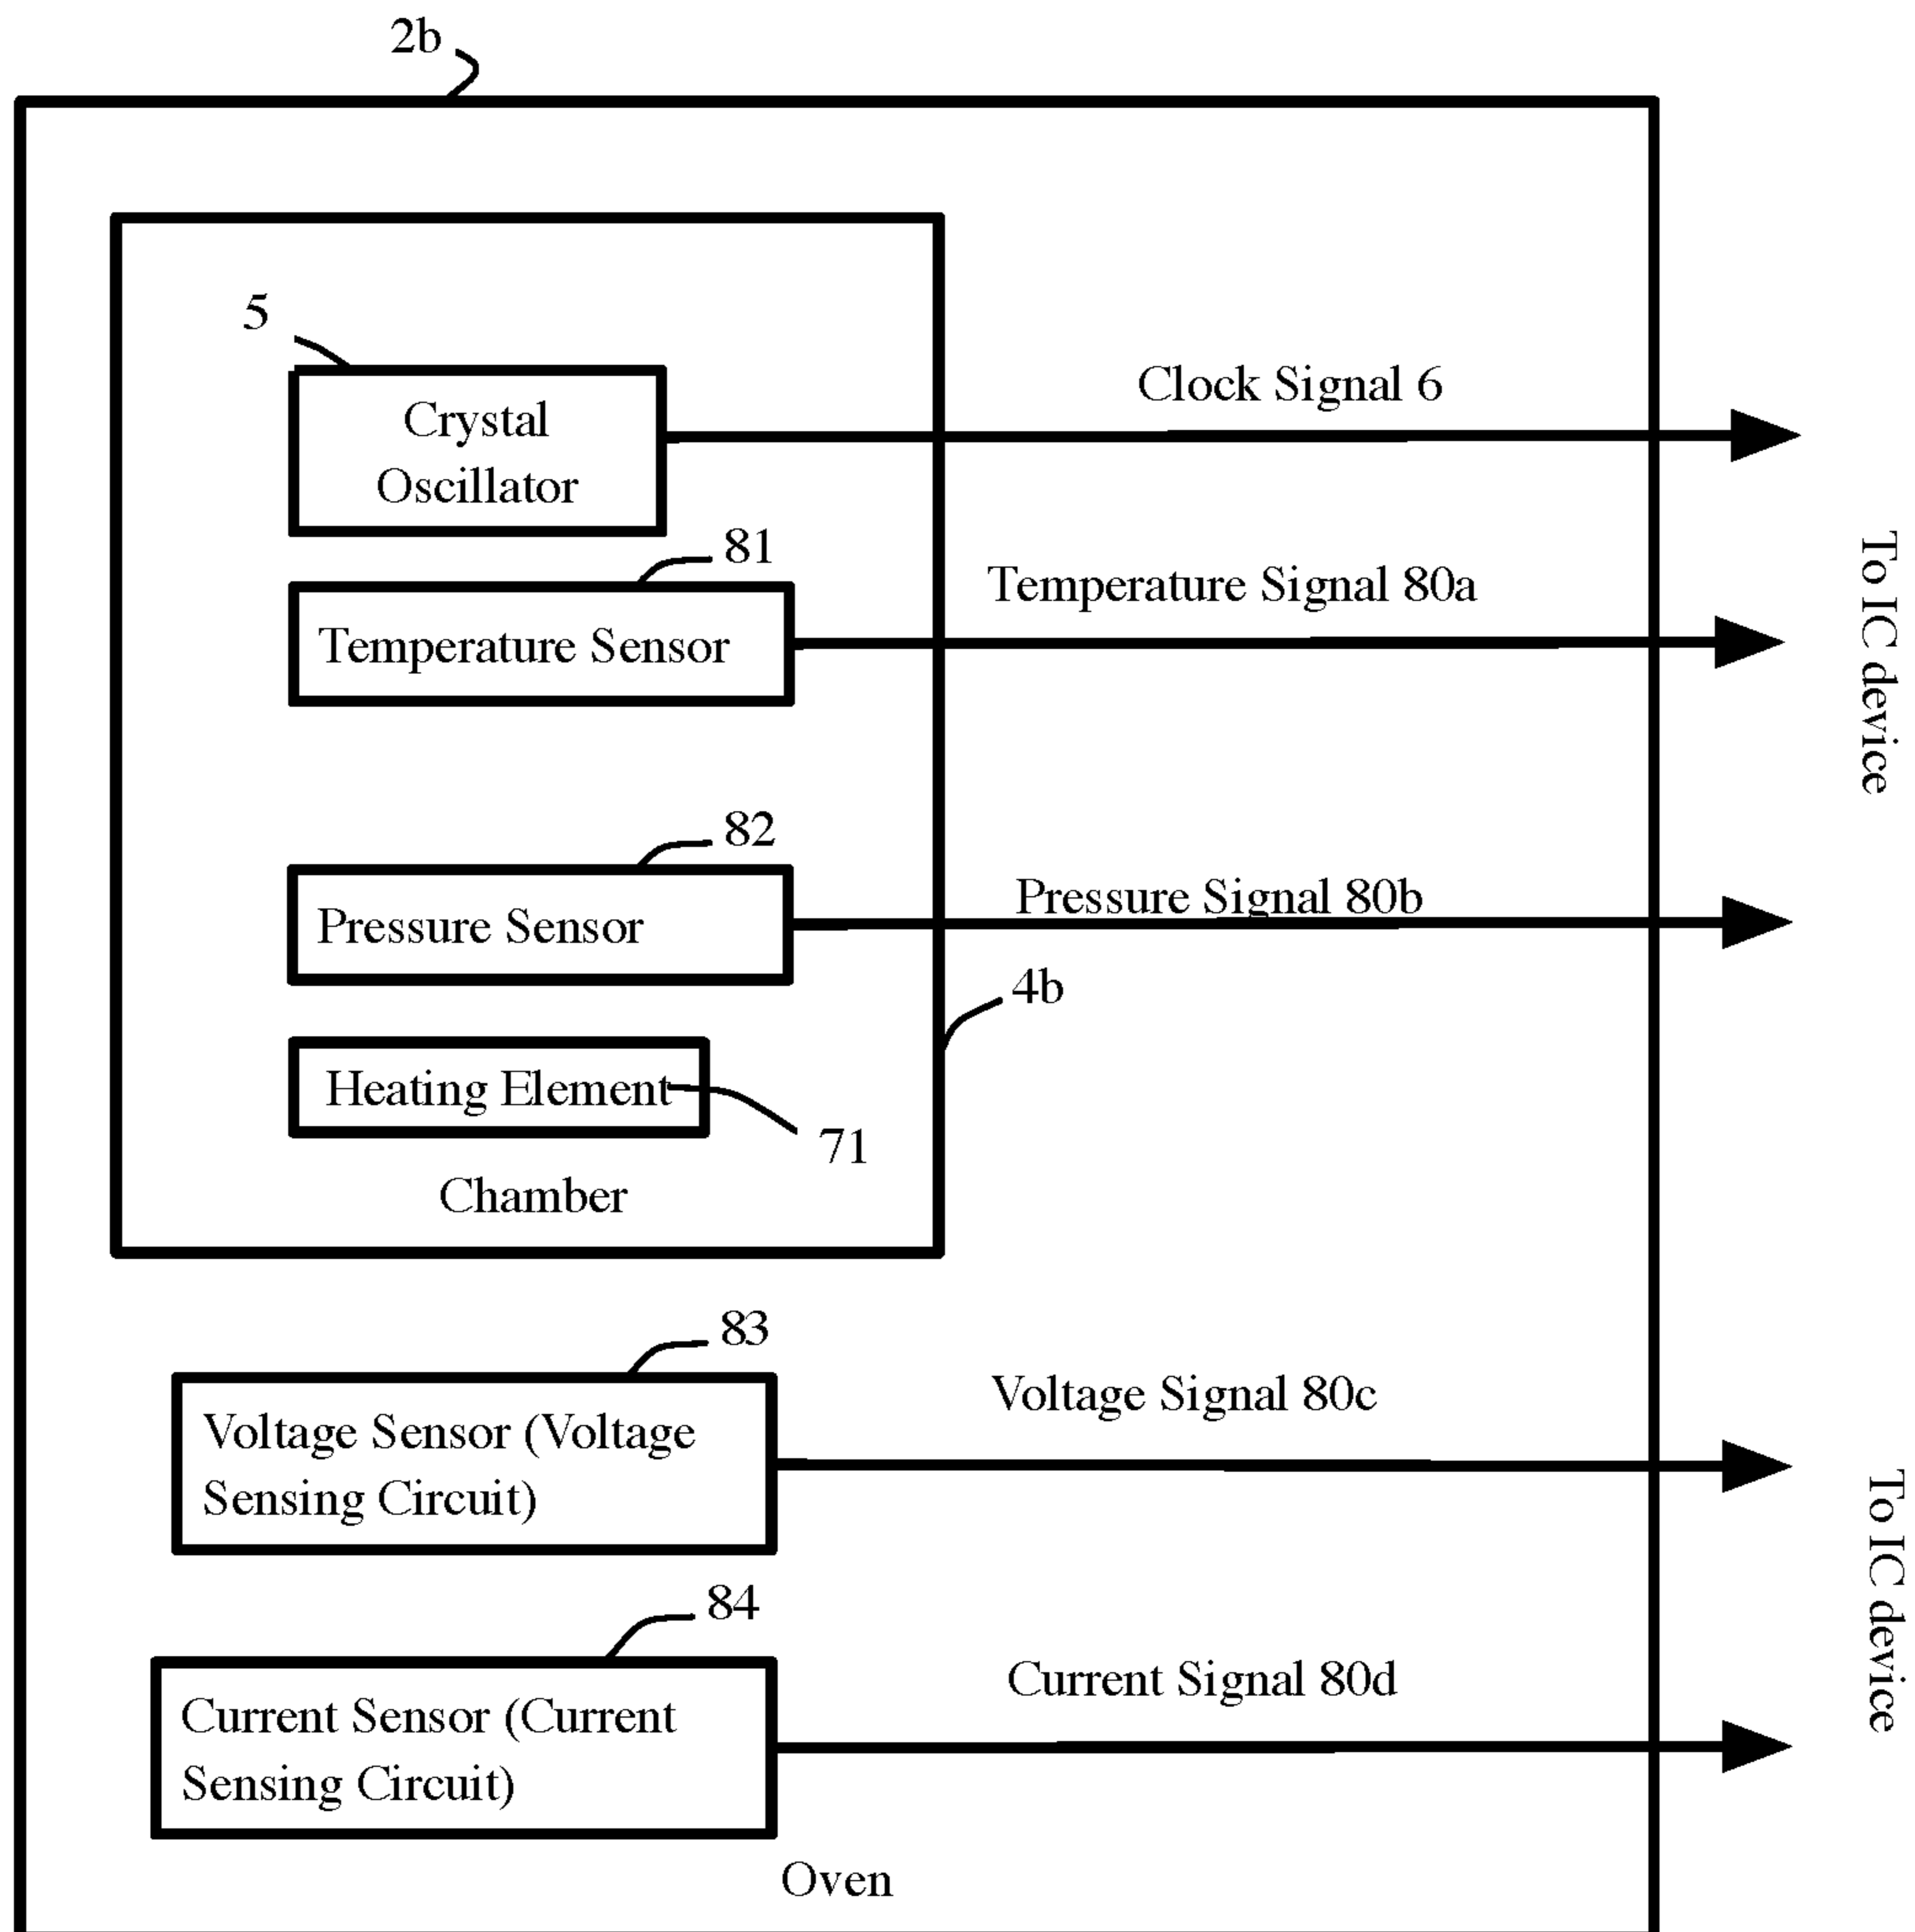 2b
5
Crystal
Oscillator
Clock Signal 6
81
Temperature Sensor
Temperature Signal 80a
To IC device
82
Pressure Sensor
Pressure Signal 80b
4b
Heating Element
71
Chamber
83
Voltage Sensor (Voltage
Sensing Circuit)
Voltage Signal 80c
To IC device
84
Current Sensor (Current
Sensing Circuit)
Current Signal 80d
Oven